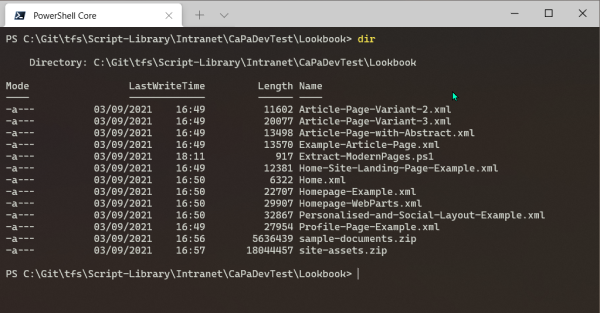 PowerShell Core
PS C:\Git\tfs\Script-Library\Intranet\CaPaDevTest\Lookbook> dir
Directory: C:\Git\tfs\Script-Library\Intranet\CaPaDevTest\Lookbook
Mode LastWriteTime Length Name
-a--- 03/09/2021 16:49 11602 Article-Page-Variant-2.xml
-a--- 03/09/2021 16:49 20077 Article-Page-Variant-3.xml
-a--- 03/09/2021 16:49 13498 Article-Page-with-Abstract.xml
-a--- 03/09/2021 16:49 13570 Example-Article-Page.xml
-a--- 03/09/2021 18:11 917 Extract-ModernPages.ps1
-a--- 03/09/2021 16:49 12381 Home-Site-Landing-Page-Example.xml
-a--- 03/09/2021 16:50 6322 Home.xml
-a--- 03/09/2021 16:50 22707 Homepage-Example.xml
-a--- 03/09/2021 16:50 29907 Homepage-WebParts.xml
-a--- 03/09/2021 16:50 32867 Personalised-and-Social-Layout-Example.xml
-a--- 03/09/2021 16:49 27954 Profile-Page-Example.xml
-a--- 03/09/2021 16:56 5636439 sample-documents.zip
-a--- 03/09/2021 16:57 18044457 site-assets.zip
PS C:\Git\tfs\Script-Library\Intranet\CaPaDevTest\Lookbook>